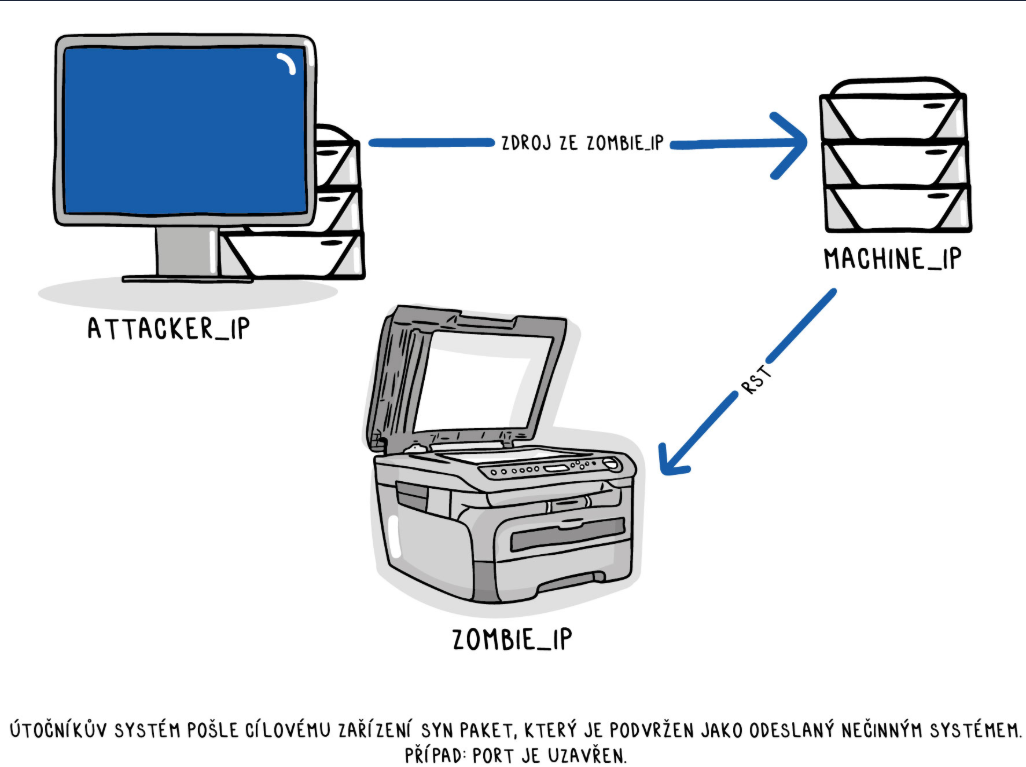 ZDROJ ZE ZOMBIE_IP
MACHINE_IP
ATTACKER_IP
RST
ZOMBIE_IP
ÚTOČNÍKŮV SYSTÉM POŠLE CÍLOVÉMU ZAŘÍZENÍ SYN PAKET, KTERÝ JE PODVRŽEN JAKO ODESLANÝ NEČINNÝM SYSTÉMEM.
PŘÍPAD: PORT JE UZAVŘEN.